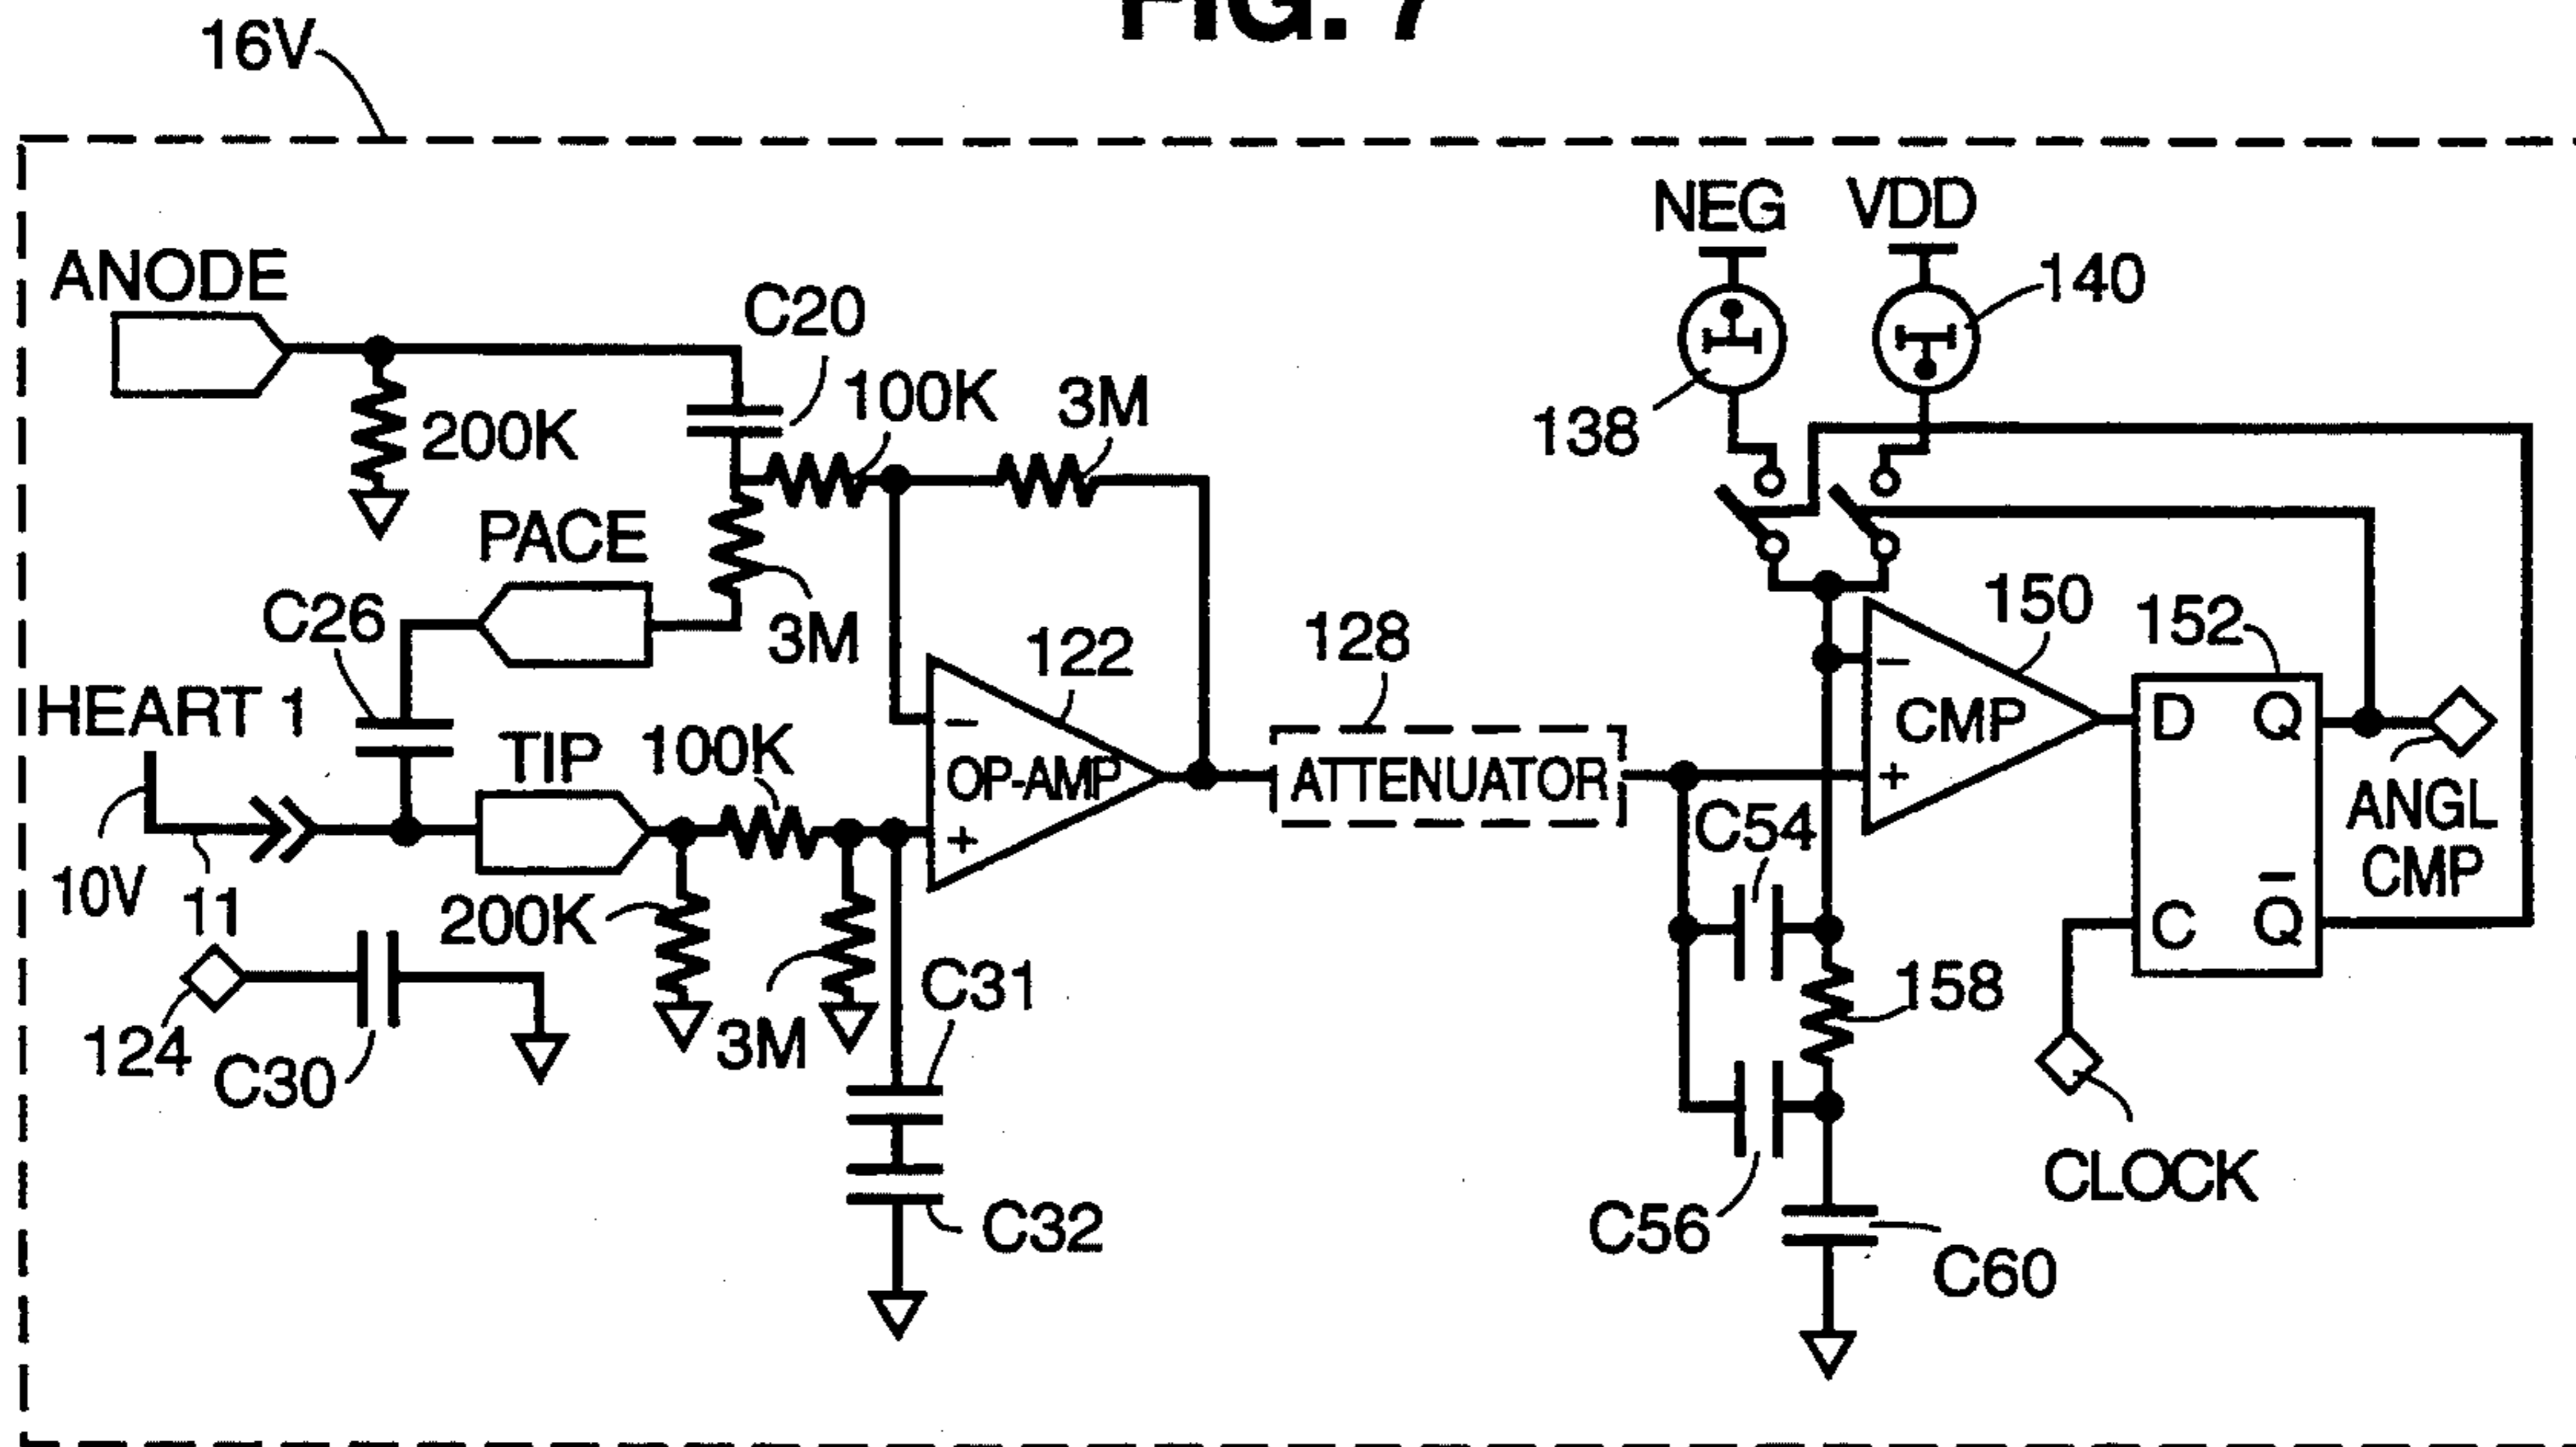 FIG. 7
16V
NEG VDD
140
ANODE
C20
100K 3M
138
200K
PACE
C26
3M
122
128
150
152
HEART 1
TIP 100K
−
OP-AMP
+
ATTENUATOR
−
CMP
+
D Q
C Q̅
ANGL
CMP
C54
10V 11
200K
3M
C31
158
124
C30
C32
C56
C60
CLOCK